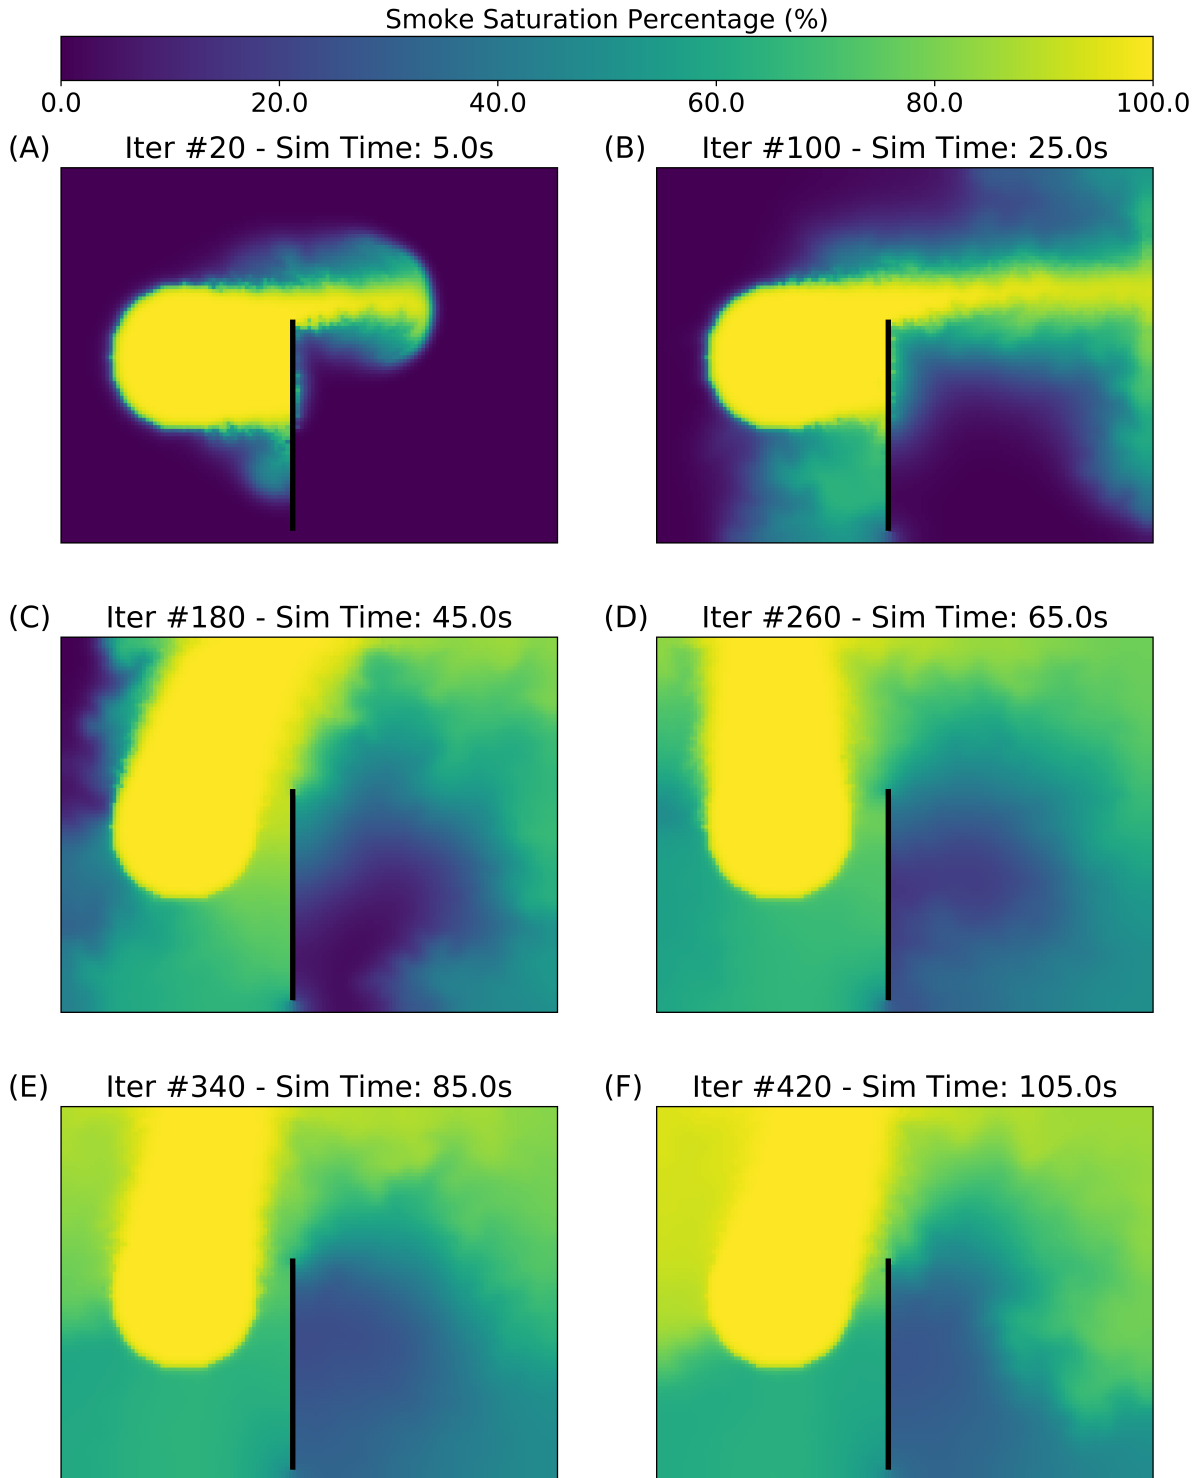 Smoke Saturation Percentage (%)
0.0 20.0 40.0 60.0 80.0 100.0
(A) Iter #20 - Sim Time: 5.0s
(B) Iter #100 - Sim Time: 25.0s
(C) Iter #180 - Sim Time: 45.0s
(D) Iter #260 - Sim Time: 65.0s
(E) Iter #340 - Sim Time: 85.0s
(F) Iter #420 - Sim Time: 105.0s